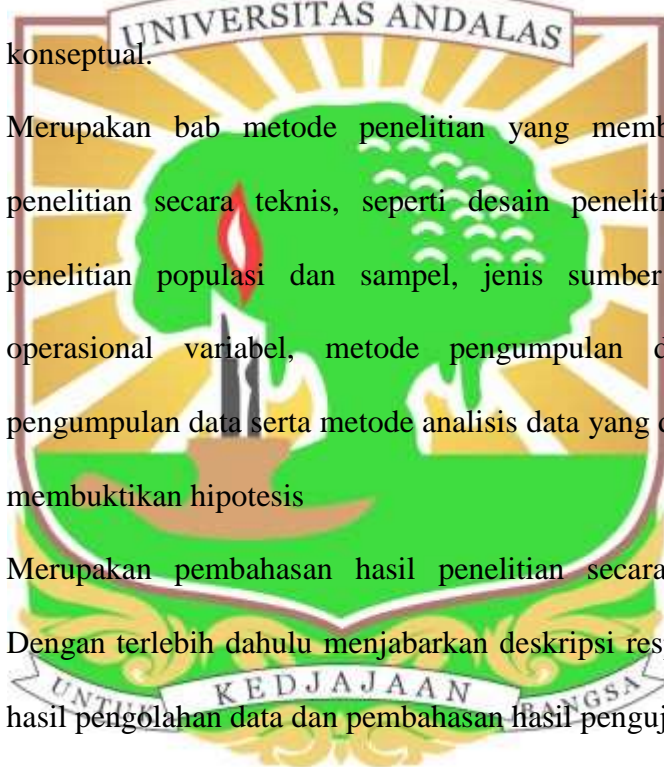 UNIVERSITAS ANDALAS
konseptual.
Merupakan bab metode penelitian yang memb
penelitian secara teknis, seperti desain peneliti
penelitian populasi dan sampel, jenis sumber
operasional variabel, metode pengumpulan d
pengumpulan data serta metode analisis data yang d
membuktikan hipotesis
Merupakan pembahasan hasil penelitian secara
Dengan terlebih dahulu menjabarkan deskripsi res
UNTUK KEDJAJAAN BANGSA
hasil pengolahan data dan pembahasan hasil penguj